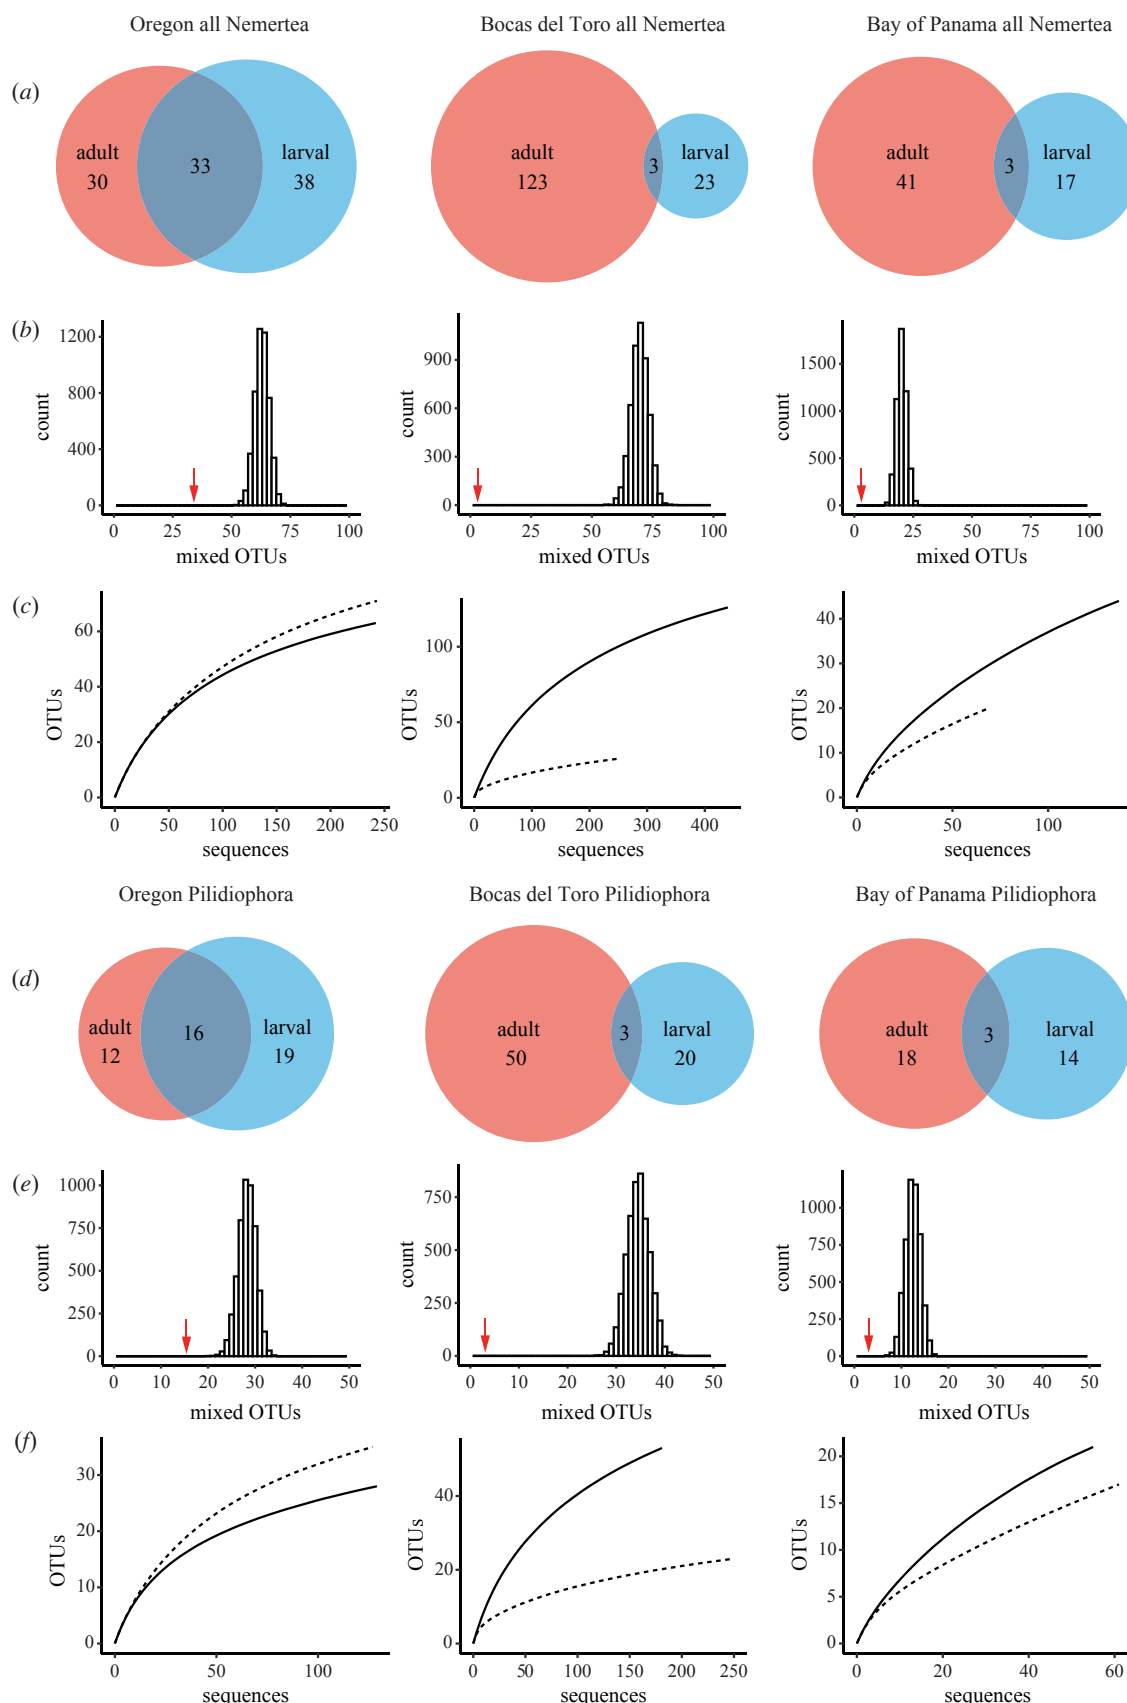 Oregon all Nemertea Bocas del Toro all Nemertea Bay of Panama all Nemertea
(a)
adult 30 33 larval 38
adult 123 3 larval 23
adult 41 3 larval 17
(b)
count
1200
800
400
0
0 25 50 75 100
mixed OTUs
count
900
600
300
0
0 25 50 75 100
mixed OTUs
count
1500
1000
500
0
0 25 50 75 100
mixed OTUs
(c)
OTUs
60
40
20
0
0 50 100 150 200 250
sequences
OTUs
100
50
0
0 100 200 300 400
sequences
OTUs
40
30
20
10
0
0 50 100
sequences
Oregon Pilidiophora Bocas del Toro Pilidiophora Bay of Panama Pilidiophora
(d)
adult 12 16 larval 19
adult 50 3 larval 20
adult 18 3 larval 14
(e)
count
1000
750
500
250
0
0 10 20 30 40 50
mixed OTUs
count
750
500
250
0
0 10 20 30 40 50
mixed OTUs
count
1000
750
500
250
0
0 10 20 30 40 50
mixed OTUs
(f)
OTUs
30
20
10
0
0 50 100
sequences
OTUs
40
20
0
0 50 100 150 200 250
sequences
OTUs
20
15
10
5
0
0 20 40 60
sequences